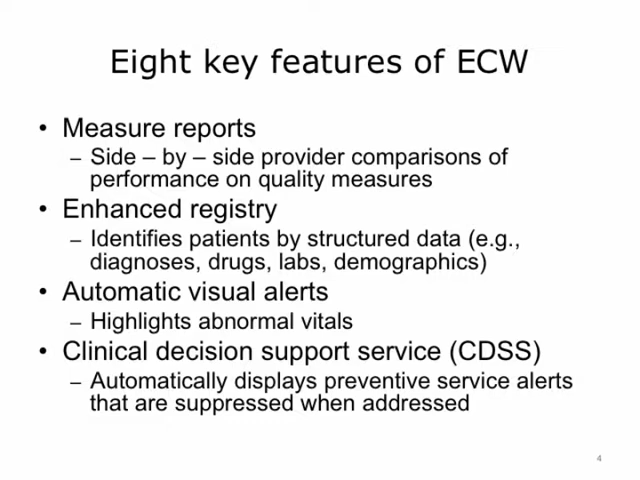 Eight key features of ECW
• Measure reports
– Side – by – side provider comparisons of
performance on quality measures
• Enhanced registry
– Identifies patients by structured data (e.g.,
diagnoses, drugs, labs, demographics)
• Automatic visual alerts
– Highlights abnormal vitals
• Clinical decision support service (CDSS)
– Automatically displays preventive service alerts
that are suppressed when addressed
4